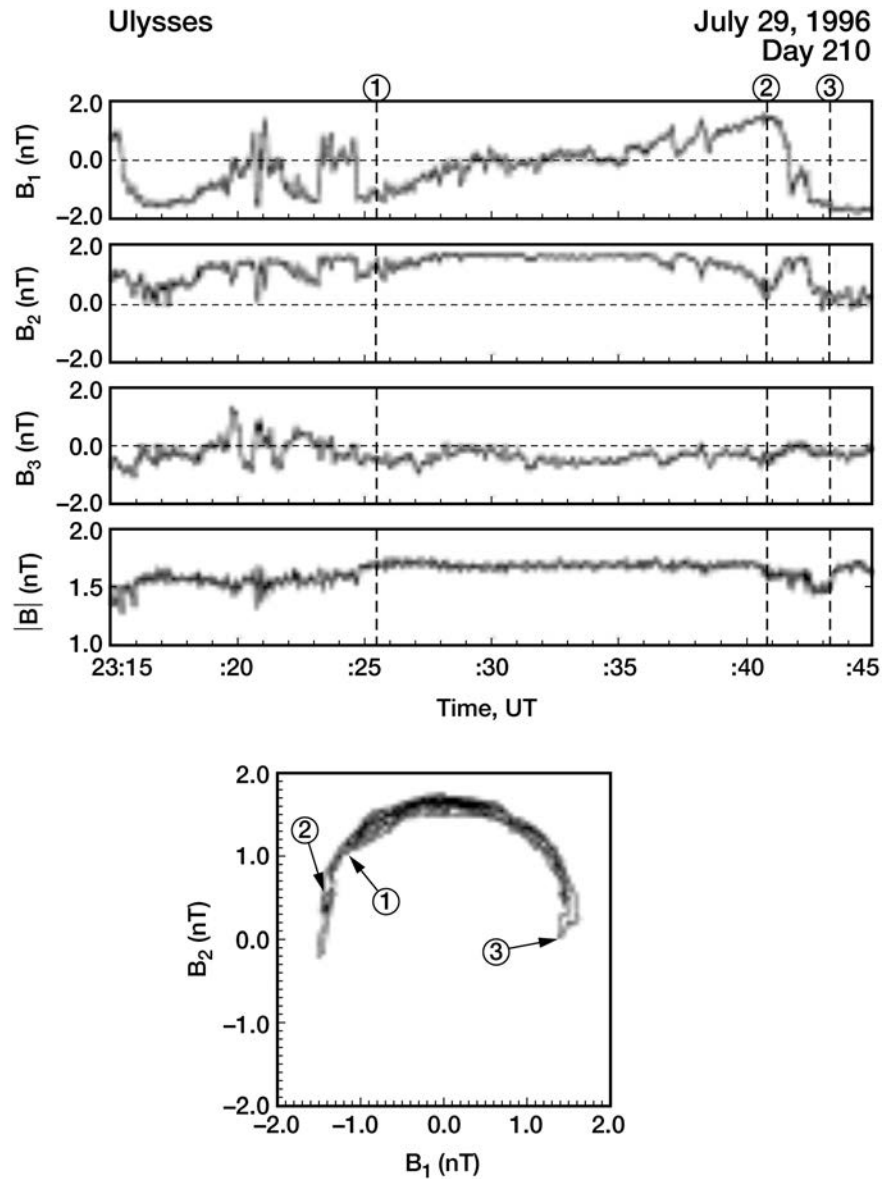 Ulysses
July 29, 1996
Day 210
① ② ③
B₁ (nT)
2.0
0.0
−2.0
B₂ (nT)
2.0
0.0
−2.0
B₃ (nT)
2.0
0.0
−2.0
|B| (nT)
2.0
1.5
1.0
23:15 :20 :25 :30 :35 :40 :45
Time, UT
B₂ (nT)
2.0
1.0
0.0
−1.0
−2.0
②
①
③
−2.0 −1.0 0.0 1.0 2.0
B₁ (nT)